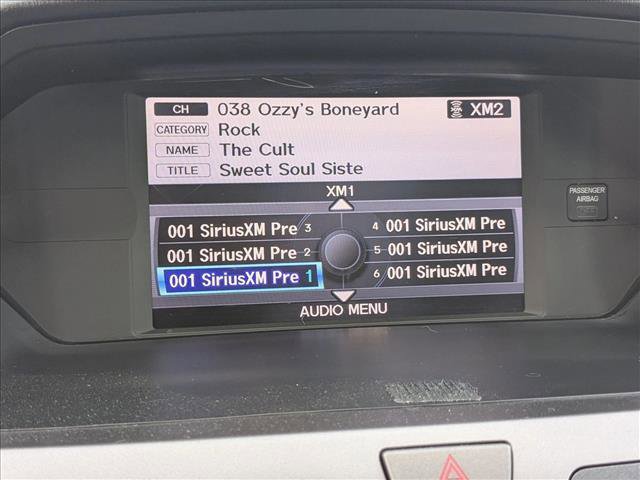 CH 038 Ozzy's Boneyard XM2
CATEGORY Rock
NAME The Cult
TITLE Sweet Soul Siste
XM1
001 SiriusXM Pre 3 4 001 SiriusXM Pre
001 SiriusXM Pre 2 5 001 SiriusXM Pre
001 SiriusXM Pre 1 6 001 SiriusXM Pre
AUDIO MENU
PASSENGER
AIRBAG